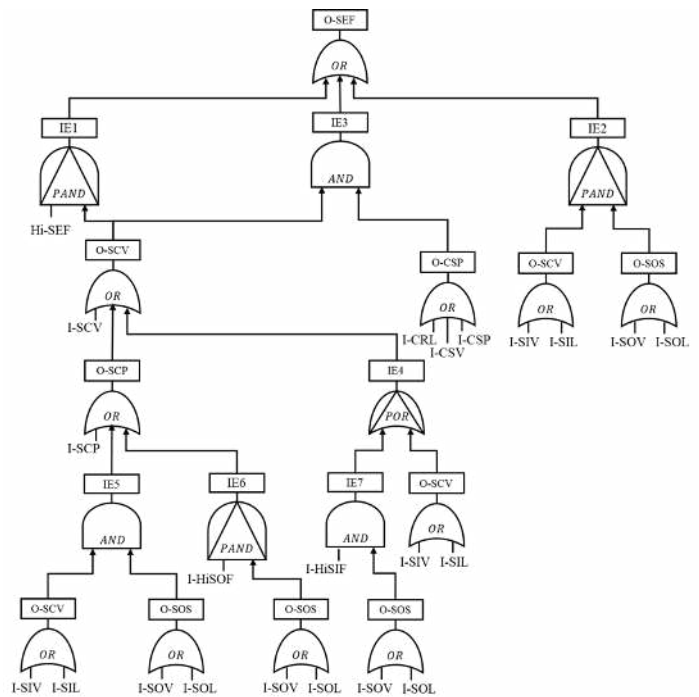 O-SEF
OR
IE1
IE3
IE2
PAND
AND
PAND
Hi-SEF
O-SCV
O-CSP
O-SCV
O-SOS
OR
OR
OR
OR
I-SCV
I-CRL
I-CSP
I-CSV
I-SIV
I-SIL
I-SOV
I-SOL
O-SCP
IE4
OR
POR
I-SCP
IE5
IE6
IE7
O-SCV
AND
PAND
AND
OR
I-HiSOF
I-HiSIF
I-SIV
I-SIL
O-SCV
O-SOS
O-SOS
O-SOS
OR
OR
OR
OR
I-SIV
I-SIL
I-SOV
I-SOL
I-SOV
I-SOL
I-SOV
I-SOL